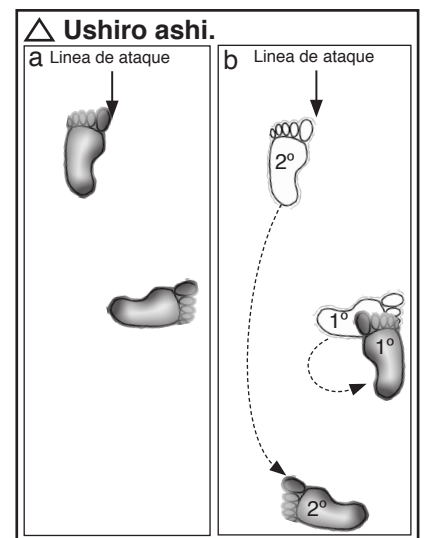 △ Ushiro ashi.
a Linea de ataque
b Linea de ataque
2º
1º
1º
2º